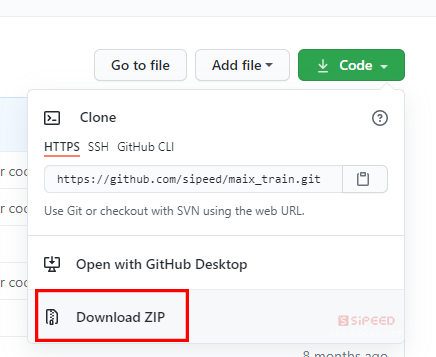 Go to file Add file Code
Clone
r coc
HTTPS SSH GitHub CLI
https://github.com/sipeed/maix_train.git
r coc
Use Git or checkout with SVN using the web URL.
Open with GitHub Desktop
r coc
Download ZIP
SIPEED
8 months ago